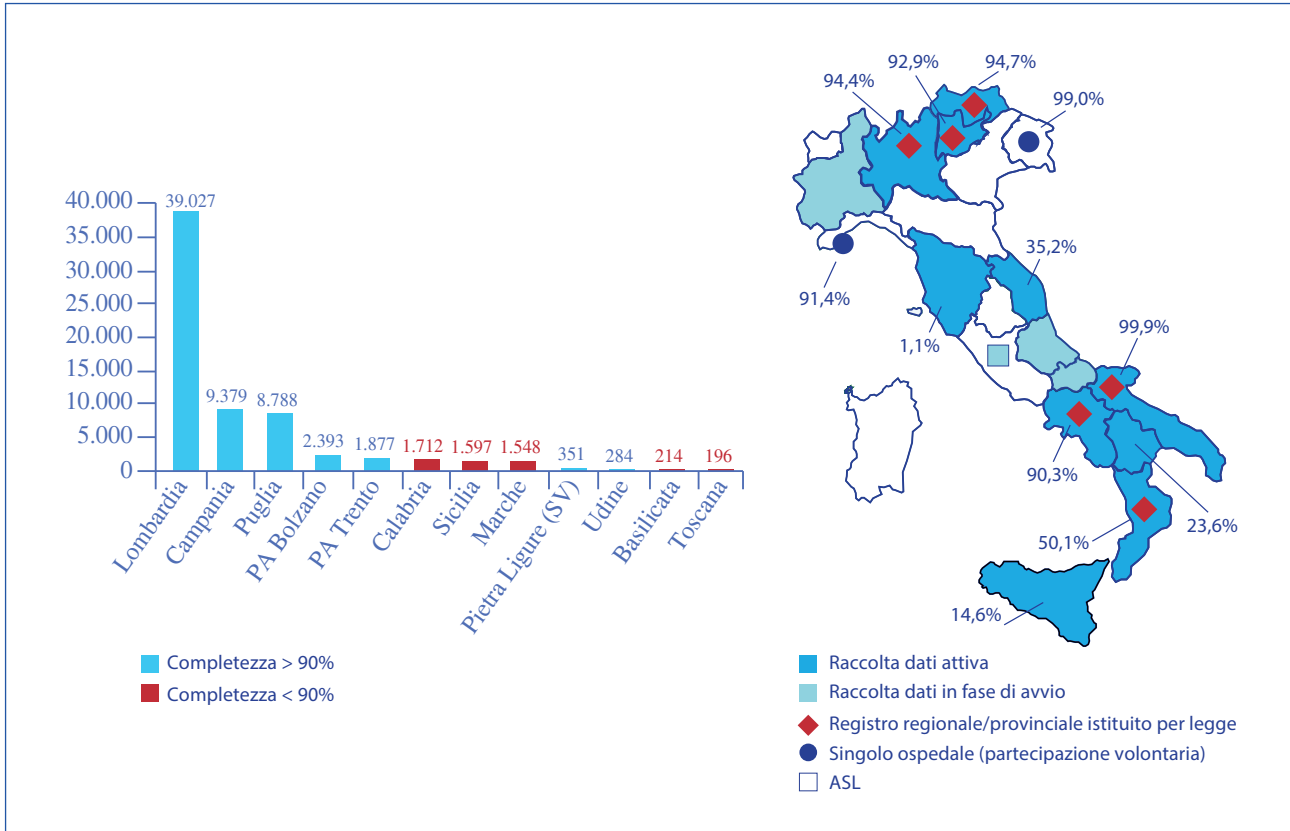 40.000
35.000
30.000
25.000
20.000
15.000
10.000
5.000
0
39.027
9.379
8.788
2.393
1.877
1.712
1.597
1.548
351
284
214
196
Lombardia
Campania
Puglia
PA Bolzano
PA Trento
Calabria
Sicilia
Marche
Pietra Ligure (SV)
Udine
Basilicata
Toscana
Completezza > 90%
Completezza < 90%
94,4%
92,9%
94,7%
99,0%
91,4%
35,2%
1,1%
99,9%
90,3%
23,6%
50,1%
14,6%
Raccolta dati attiva
Raccolta dati in fase di avvio
Registro regionale/provinciale istituito per legge
Singolo ospedale (partecipazione volontaria)
ASL